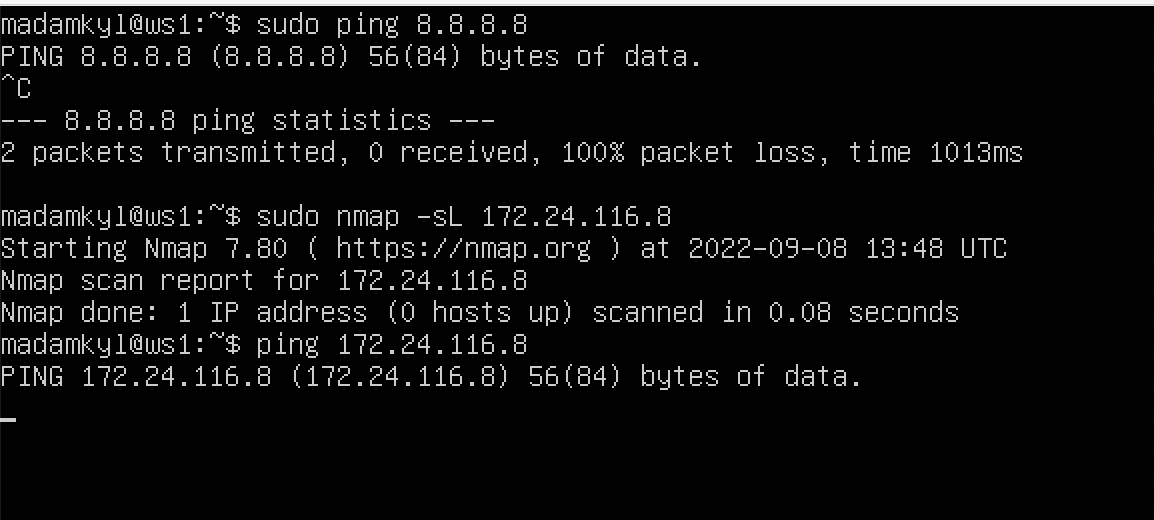 madamkyl@ws1:~$ sudo ping 8.8.8.8
PING 8.8.8.8 (8.8.8.8) 56(84) bytes of data.
^C
--- 8.8.8.8 ping statistics ---
2 packets transmitted, 0 received, 100% packet loss, time 1013ms
madamkyl@ws1:~$ sudo nmap -sL 172.24.116.8
Starting Nmap 7.80 ( https://nmap.org ) at 2022-09-08 13:48 UTC
Nmap scan report for 172.24.116.8
Nmap done: 1 IP address (0 hosts up) scanned in 0.08 seconds
madamkyl@ws1:~$ ping 172.24.116.8
PING 172.24.116.8 (172.24.116.8) 56(84) bytes of data.